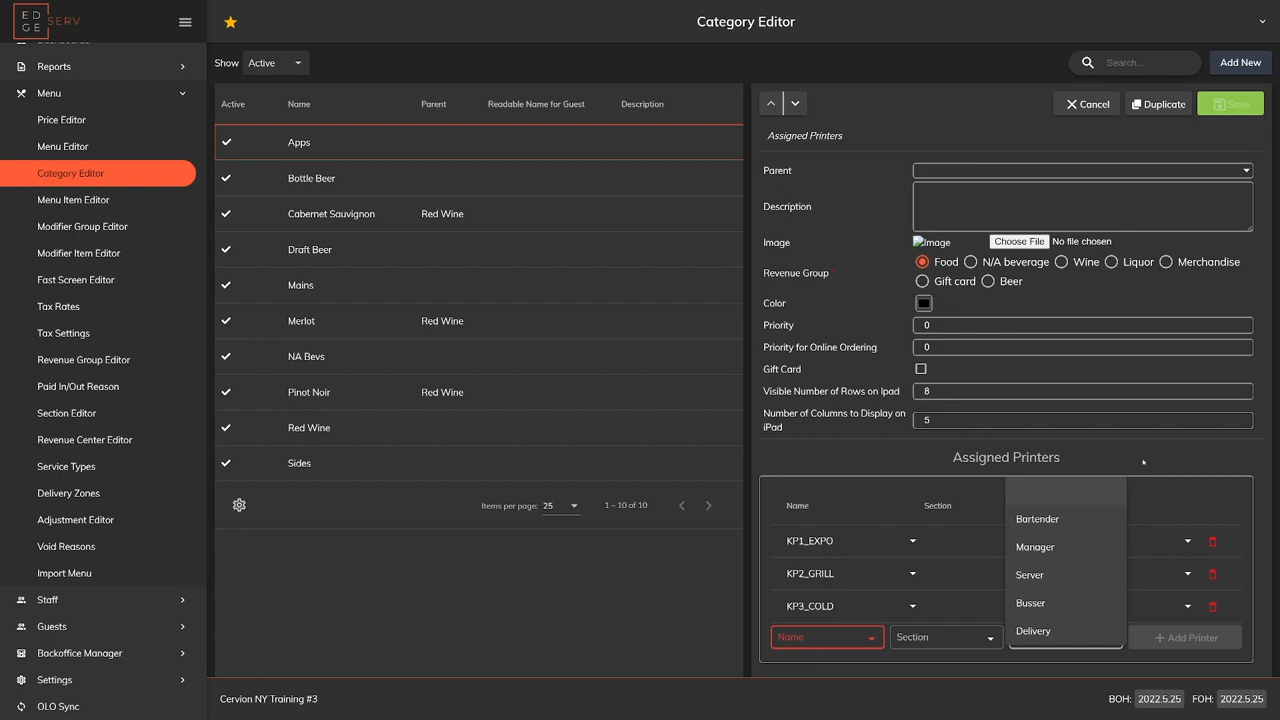 ED
GE
SERV
Category Editor
Reports
Menu
Price Editor
Menu Editor
Category Editor
Menu Item Editor
Modifier Group Editor
Modifier Item Editor
Fast Screen Editor
Tax Rates
Tax Settings
Revenue Group Editor
Paid In/Out Reason
Section Editor
Revenue Center Editor
Service Types
Delivery Zones
Adjustment Editor
Void Reasons
Import Menu
Staff
Guests
Backoffice Manager
Settings
OLO Sync
Show Active
Search...
Add New
Active Name Parent Readable Name for Guest Description
Apps
Bottle Beer
Cabernet Sauvignon Red Wine
Draft Beer
Mains
Merlot Red Wine
NA Bevs
Pinot Noir Red Wine
Red Wine
Sides
Items per page: 25 1 – 10 of 10
Cancel Duplicate Save
Assigned Printers
Parent
Description
Image Image Choose File No file chosen
Revenue Group * Food N/A beverage Wine Liquor Merchandise
Gift card Beer
Color
Priority 0
Priority for Online Ordering 0
Gift Card
Visible Number of Rows on Ipad 8
Number of Columns to Display on
iPad 5
Assigned Printers
Name Section
KP1_EXPO
KP2_GRILL
KP3_COLD
Name Section + Add Printer
Bartender
Manager
Server
Busser
Delivery
Cervion NY Training #3
BOH: 2022.5.25 FOH: 2022.5.25